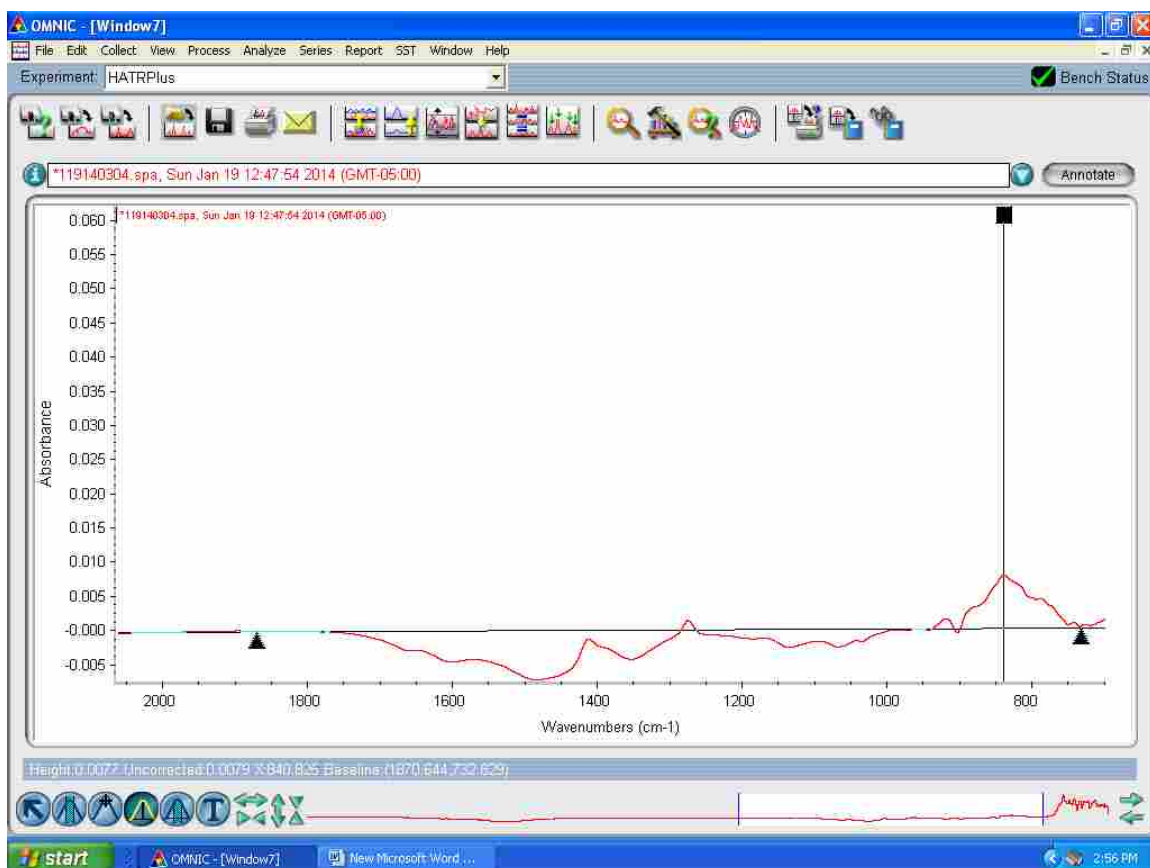 OMNIC - [Window7]
File Edit Collect View Process Analyze Series Report SST Window Help
Experiment: HATRPlus
Bench Status
*119140304.spa, Sun Jan 19 12:47:54 2014 (GMT-05:00)
Annotate
*119140304.spa, Sun Jan 19 12:47:54 2014 (GMT-05:00)
0.060
0.055
0.050
0.045
0.040
0.035
0.030
0.025
0.020
0.015
0.010
0.005
-0.000
-0.005
Absorbance
2000 1800 1600 1400 1200 1000 800
Wavenumbers (cm-1)
Height:0.0077 Uncorrected:0.0079 X:840.825 Baseline:(1870.644,732.629)
T
start OMNIC - [Window7] New Microsoft Word ... 2:56 PM